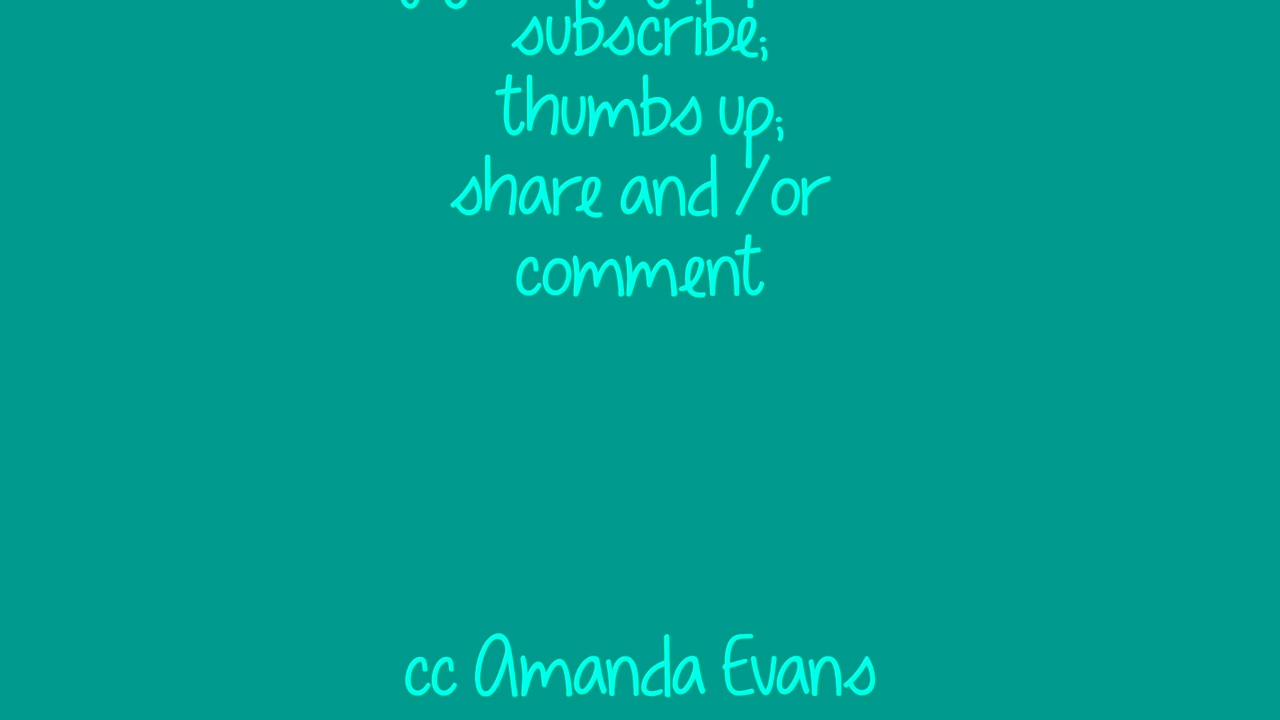 subscribe;
thumbs up;
share and /or
comment
cc Amanda Evans